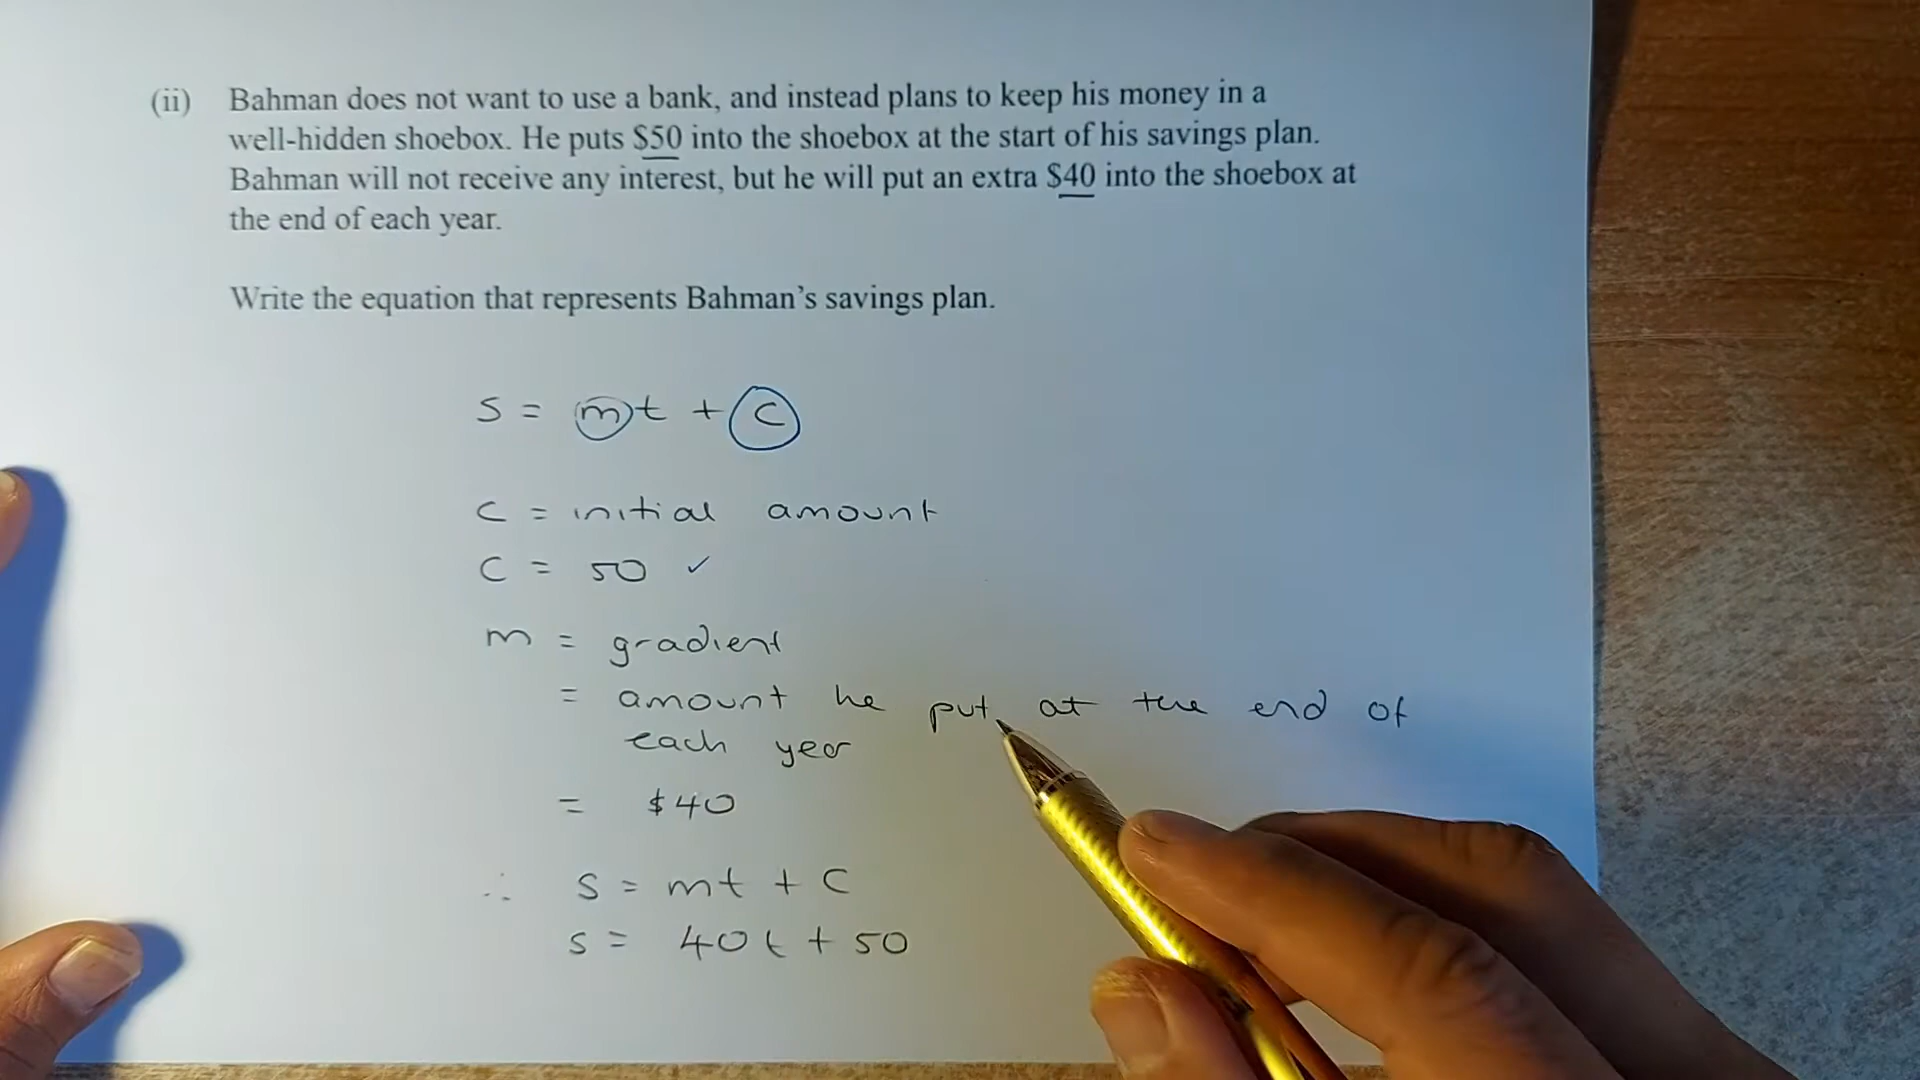 (ii) Bahman does not want to use a bank, and instead plans to keep his money in a
well-hidden shoebox. He puts $50 into the shoebox at the start of his savings plan.
Bahman will not receive any interest, but he will put an extra $40 into the shoebox at
the end of each year.
Write the equation that represents Bahman's savings plan.
S = mt + C
C = initial amount
C = 50 ✓
m = gradient
= amount he put at the end of
each year
= $40
∴ S = mt + C
S = 40t + 50